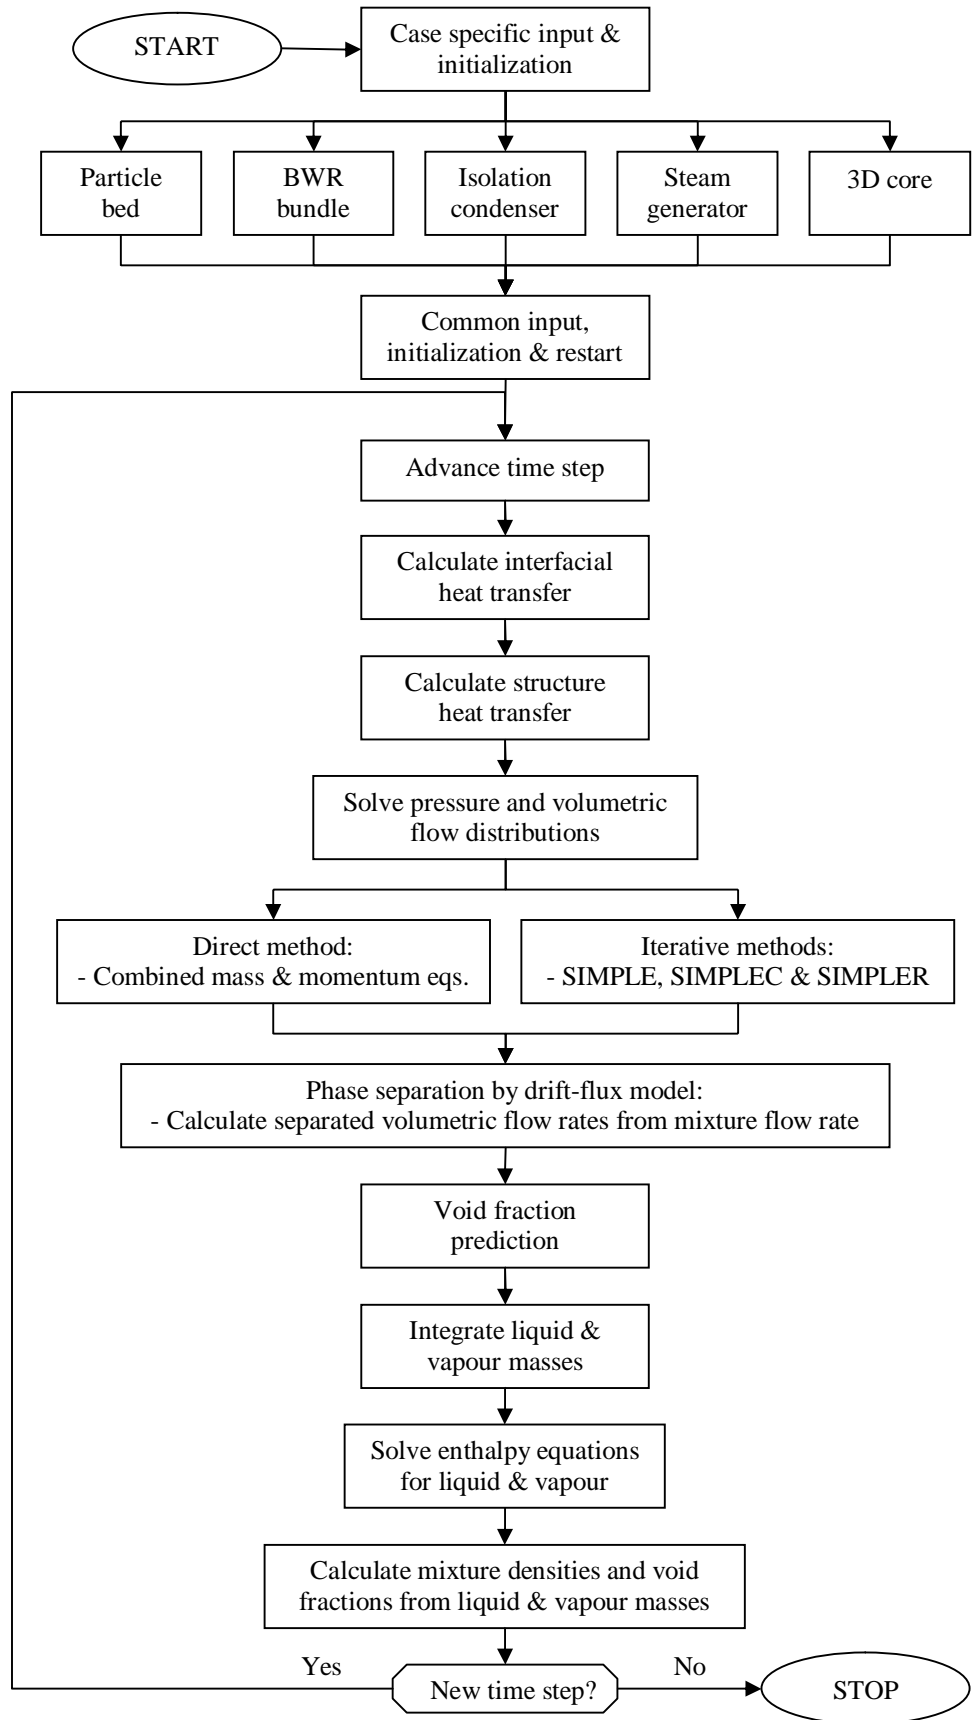 START
Case specific input &
initialization
Particle
bed
BWR
bundle
Isolation
condenser
Steam
generator
3D core
Common input,
initialization & restart
Advance time step
Calculate interfacial
heat transfer
Calculate structure
heat transfer
Solve pressure and volumetric
flow distributions
Direct method:
- Combined mass & momentum eqs.
Iterative methods:
- SIMPLE, SIMPLEC & SIMPLER
Phase separation by drift-flux model:
- Calculate separated volumetric flow rates from mixture flow rate
Void fraction
prediction
Integrate liquid &
vapour masses
Solve enthalpy equations
for liquid & vapour
Calculate mixture densities and void
fractions from liquid & vapour masses
Yes
New time step?
No
STOP